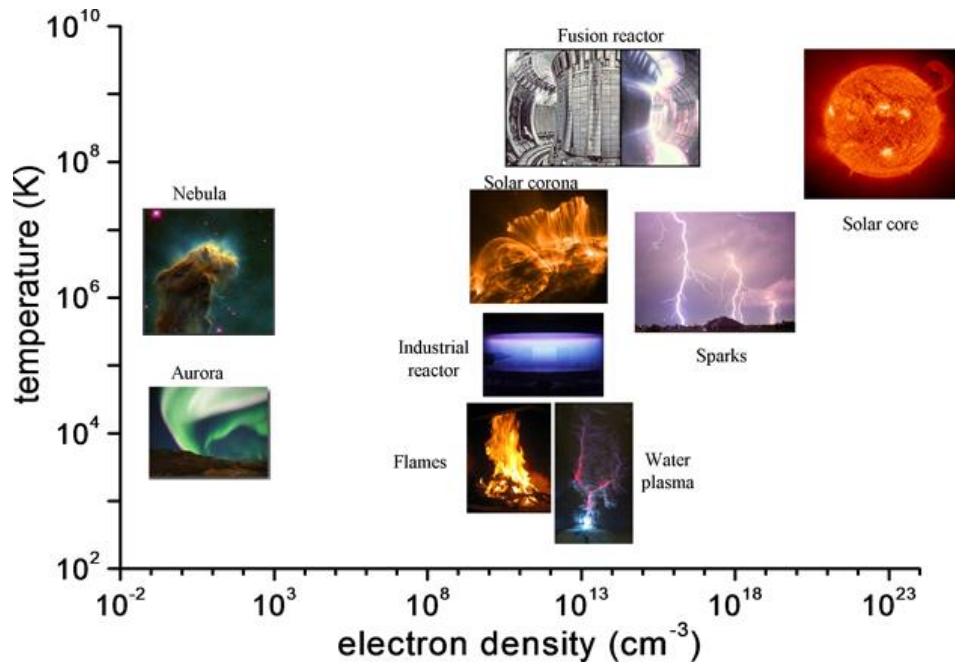 10^10
10^8
10^6
10^4
10^2
temperature (K)
Fusion reactor
Solar core
Nebula
Solar corona
Sparks
Industrial
reactor
Aurora
Flames
Water
plasma
10^-2
10^3
10^8
10^13
10^18
10^23
electron density (cm^-3)